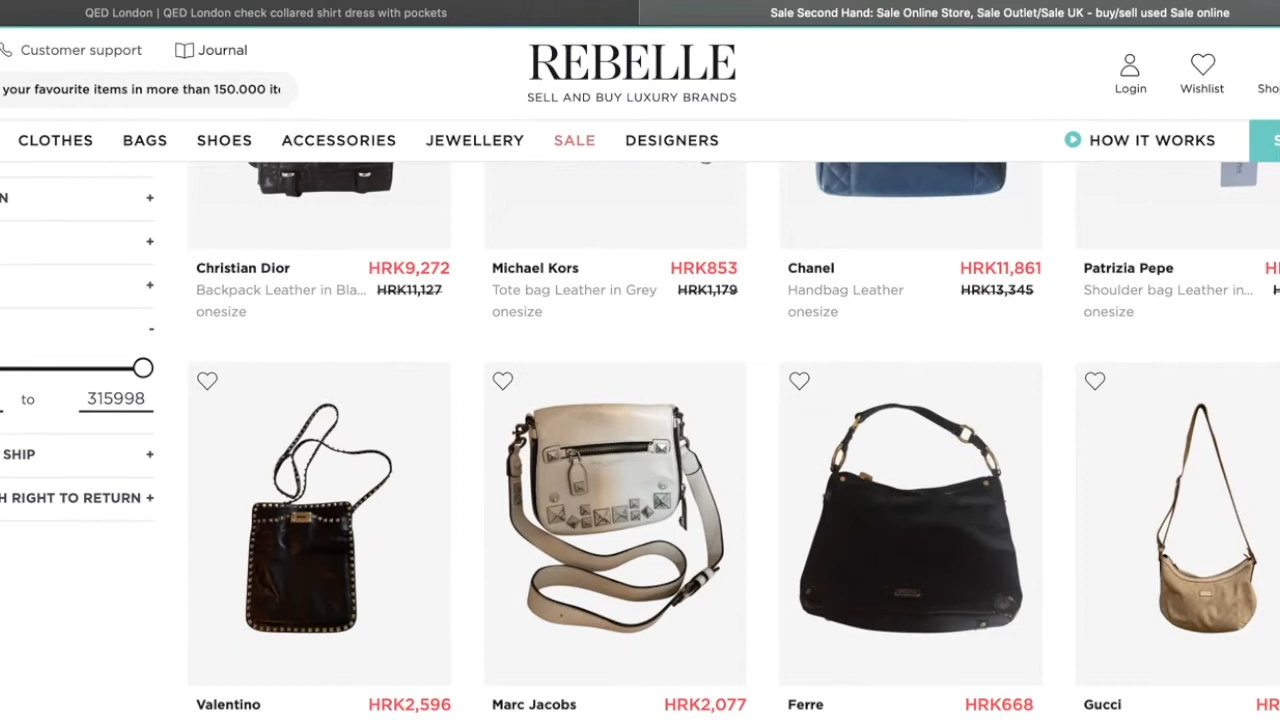 QED London | QED London check collared shirt dress with pockets
Sale Second Hand: Sale Online Store, Sale Outlet/Sale UK - buy/sell used Sale online
Customer support
Journal
REBELLE
SELL AND BUY LUXURY BRANDS
your favourite items in more than 150.000 ite
Login
Wishlist
Sho
CLOTHES
BAGS
SHOES
ACCESSORIES
JEWELLERY
SALE
DESIGNERS
HOW IT WORKS
S
N +
+
+
-
to 315998
SHIP +
H RIGHT TO RETURN +
Christian Dior HRK9,272
Backpack Leather in Bla... HRK11,127
onesize
Michael Kors HRK853
Tote bag Leather in Grey HRK1,179
onesize
Chanel HRK11,861
Handbag Leather HRK13,345
onesize
Patrizia Pepe H
Shoulder bag Leather in... H
onesize
Valentino HRK2,596
Marc Jacobs HRK2,077
Ferre HRK668
Gucci HR